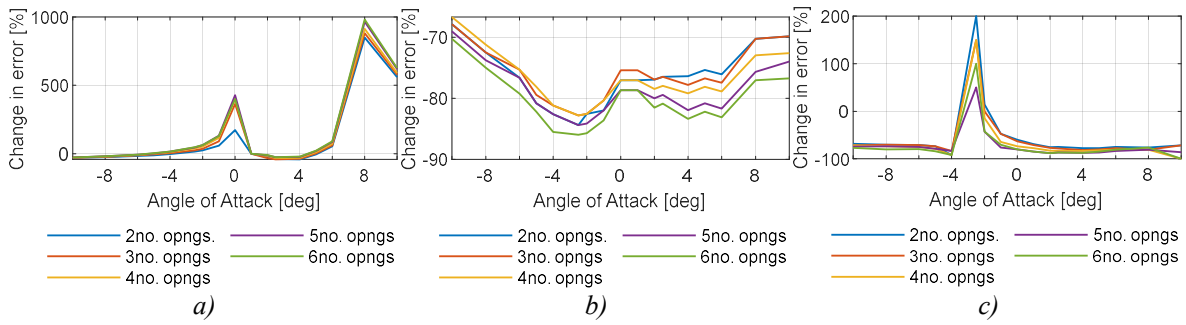 Change in error [%]
1000
500
0
-8
-4
0
4
8
Angle of Attack [deg]
2no. opngs.
5no. opngs
3no. opngs
6no. opngs
4no. opngs
a)
Change in error [%]
-70
-80
-90
-8
-4
0
4
8
Angle of Attack [deg]
2no. opngs.
5no. opngs
3no. opngs
6no. opngs
4no. opngs
b)
Change in error [%]
200
100
0
-100
-8
-4
0
4
8
Angle of Attack [deg]
2no. opngs.
5no. opngs
3no. opngs
6no. opngs
4no. opngs
c)